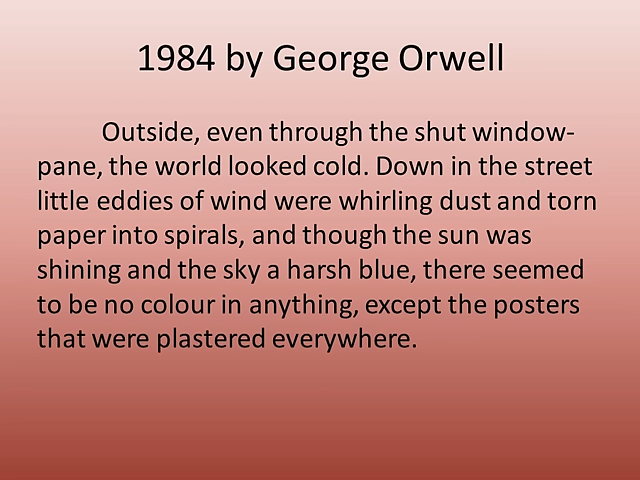 1984 by George Orwell
Outside, even through the shut window-
pane, the world looked cold. Down in the street
little eddies of wind were whirling dust and torn
paper into spirals, and though the sun was
shining and the sky a harsh blue, there seemed
to be no colour in anything, except the posters
that were plastered everywhere.